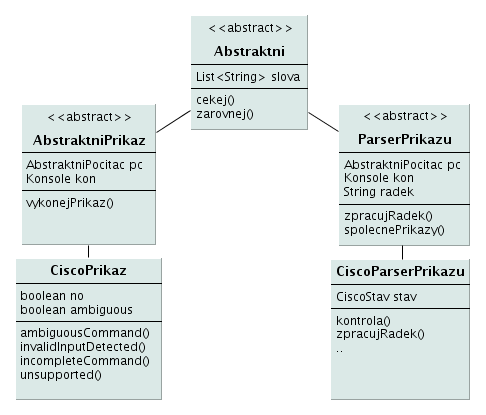 <<abstract>>
Abstraktni
List<String> slova
cekej()
zarovnej()
<<abstract>>
AbstraktniPrikaz
AbstraktniPocitac pc
Konsole kon
vykonejPrikaz()
<<abstract>>
ParserPrikazu
AbstraktniPocitac pc
Konsole kon
String radek
zpracujRadek()
spolecnePrikazy()
CiscoPrikaz
boolean no
boolean ambiguous
ambiguousCommand()
invalidInputDetected()
incompleteCommand()
unsupported()
CiscoParserPrikazu
CiscoStav stav
kontrola()
zpracujRadek()
..